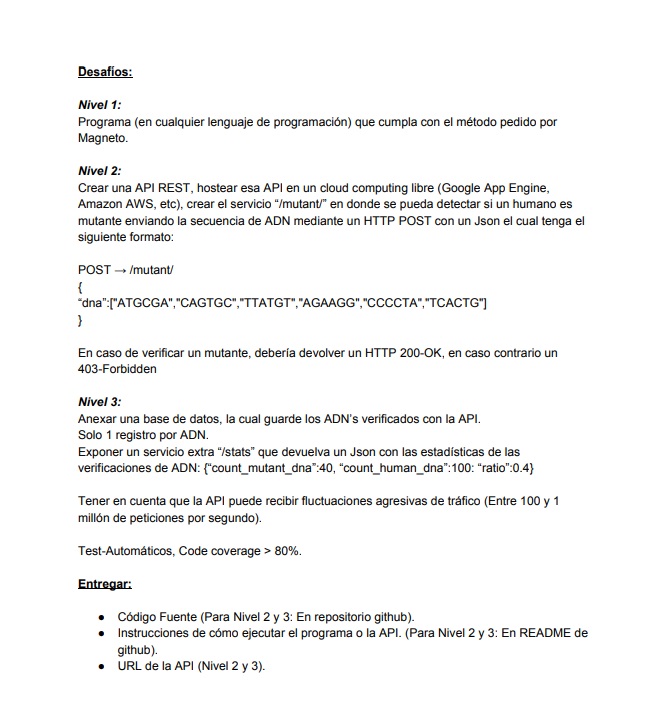 Desafíos:
Nivel 1:
Programa (en cualquier lenguaje de programación) que cumpla con el método pedido por
Magneto.
Nivel 2:
Crear una API REST, hostear esa API en un cloud computing libre (Google App Engine,
Amazon AWS, etc), crear el servicio “/mutant/” en donde se pueda detectar si un humano es
mutante enviando la secuencia de ADN mediante un HTTP POST con un Json el cual tenga el
siguiente formato:
POST → /mutant/
{
“dna”:["ATGCGA","CAGTGC","TTATGT","AGAAGG","CCCCTA","TCACTG"]
}
En caso de verificar un mutante, debería devolver un HTTP 200-OK, en caso contrario un
403-Forbidden
Nivel 3:
Anexar una base de datos, la cual guarde los ADN’s verificados con la API.
Solo 1 registro por ADN.
Exponer un servicio extra “/stats” que devuelva un Json con las estadísticas de las
verificaciones de ADN: {“count_mutant_dna”:40, “count_human_dna”:100: “ratio”:0.4}
Tener en cuenta que la API puede recibir fluctuaciones agresivas de tráfico (Entre 100 y 1
millón de peticiones por segundo).
Test-Automáticos, Code coverage > 80%.
Entregar:
● Código Fuente (Para Nivel 2 y 3: En repositorio github).
● Instrucciones de cómo ejecutar el programa o la API. (Para Nivel 2 y 3: En README de
github).
● URL de la API (Nivel 2 y 3).